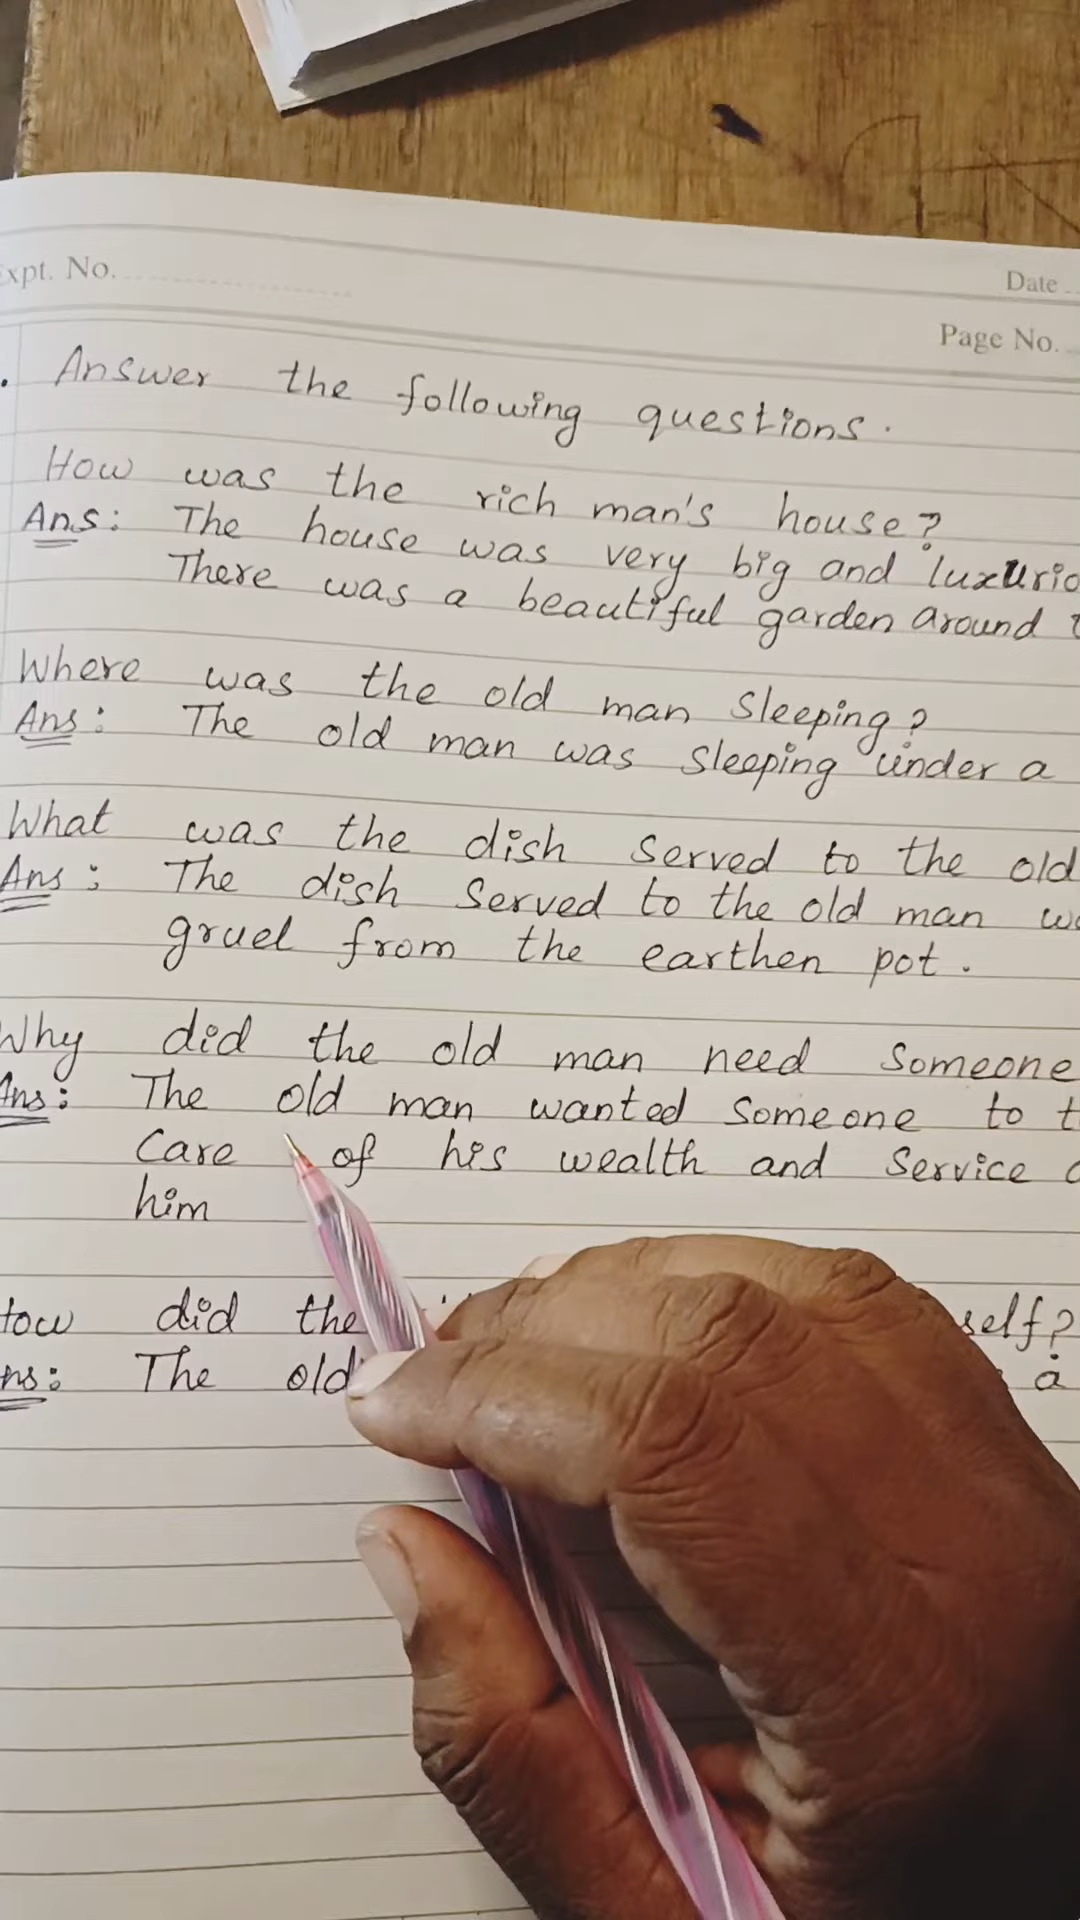 Expt. No.
Date
Page No.
. Answer the following questions.
How was the rich man's house?
Ans: The house was very big and
There was a beautiful garden around
Where was the old man sleeping?
Ans: The old man was sleeping under a
What was the dish served to the old
Ans: The dish served to the old man
gruel from the earthen pot.
Why did the old man need someone
Ans: The old man wanted someone to
care of his wealth and service
him
did the
The old a